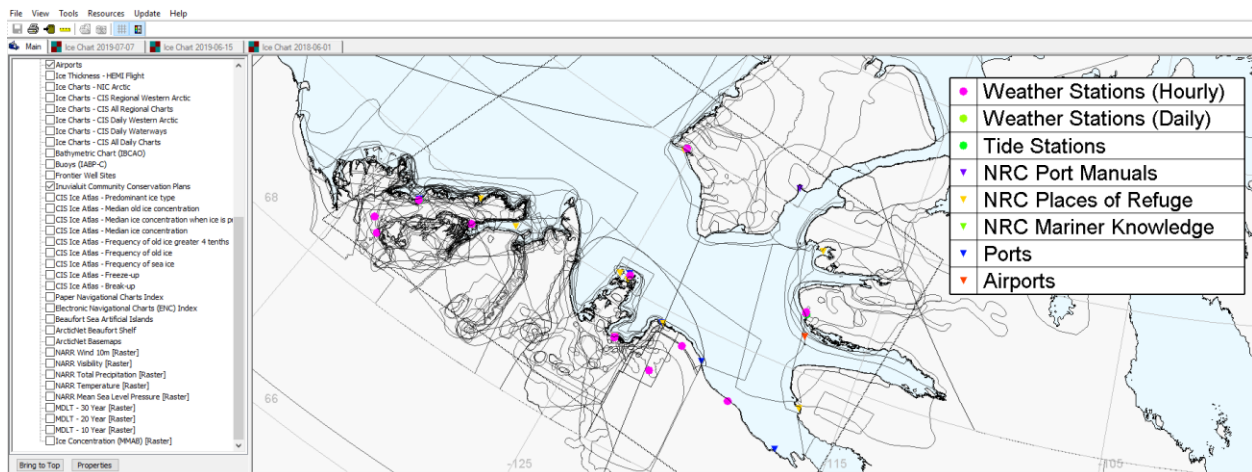 File View Tools Resources Update Help
Main Ice Chart 2019-07-07 Ice Chart 2019-06-15 Ice Chart 2018-06-01
Airports
Ice Thickness - HEMI Flight
Ice Charts - NIC Arctic
Ice Charts - CIS Regional Western Arctic
Ice Charts - CIS All Regional Charts
Ice Charts - CIS Daily Western Arctic
Ice Charts - CIS Daily Waterways
Ice Charts - CIS All Daily Charts
Bathymetric Chart (IBCAO)
Buoys (IABP-C)
Frontier Well Sites
Inuvialuit Community Conservation Plans
CIS Ice Atlas - Predominant ice type
CIS Ice Atlas - Median old ice concentration
CIS Ice Atlas - Median ice concentration when ice is p
CIS Ice Atlas - Median ice concentration
CIS Ice Atlas - Frequency of old ice greater 4 tenths
CIS Ice Atlas - Frequency of old ice
CIS Ice Atlas - Frequency of sea ice
CIS Ice Atlas - Freeze-up
CIS Ice Atlas - Break-up
Paper Navigational Charts Index
Electronic Navigational Charts (ENC) Index
Beaufort Sea Artificial Islands
ArcticNet Beaufort Shelf
ArcticNet Basemaps
NARR Wind 10m [Raster]
NARR Visibility [Raster]
NARR Total Precipitation [Raster]
NARR Temperature [Raster]
NARR Mean Sea Level Pressure [Raster]
MDLT - 30 Year [Raster]
MDLT - 20 Year [Raster]
MDLT - 10 Year [Raster]
Ice Concentration (MMAB) [Raster]
Bring to Top Properties
68
66
-125
-115
-105
Weather Stations (Hourly)
Weather Stations (Daily)
Tide Stations
NRC Port Manuals
NRC Places of Refuge
NRC Mariner Knowledge
Ports
Airports